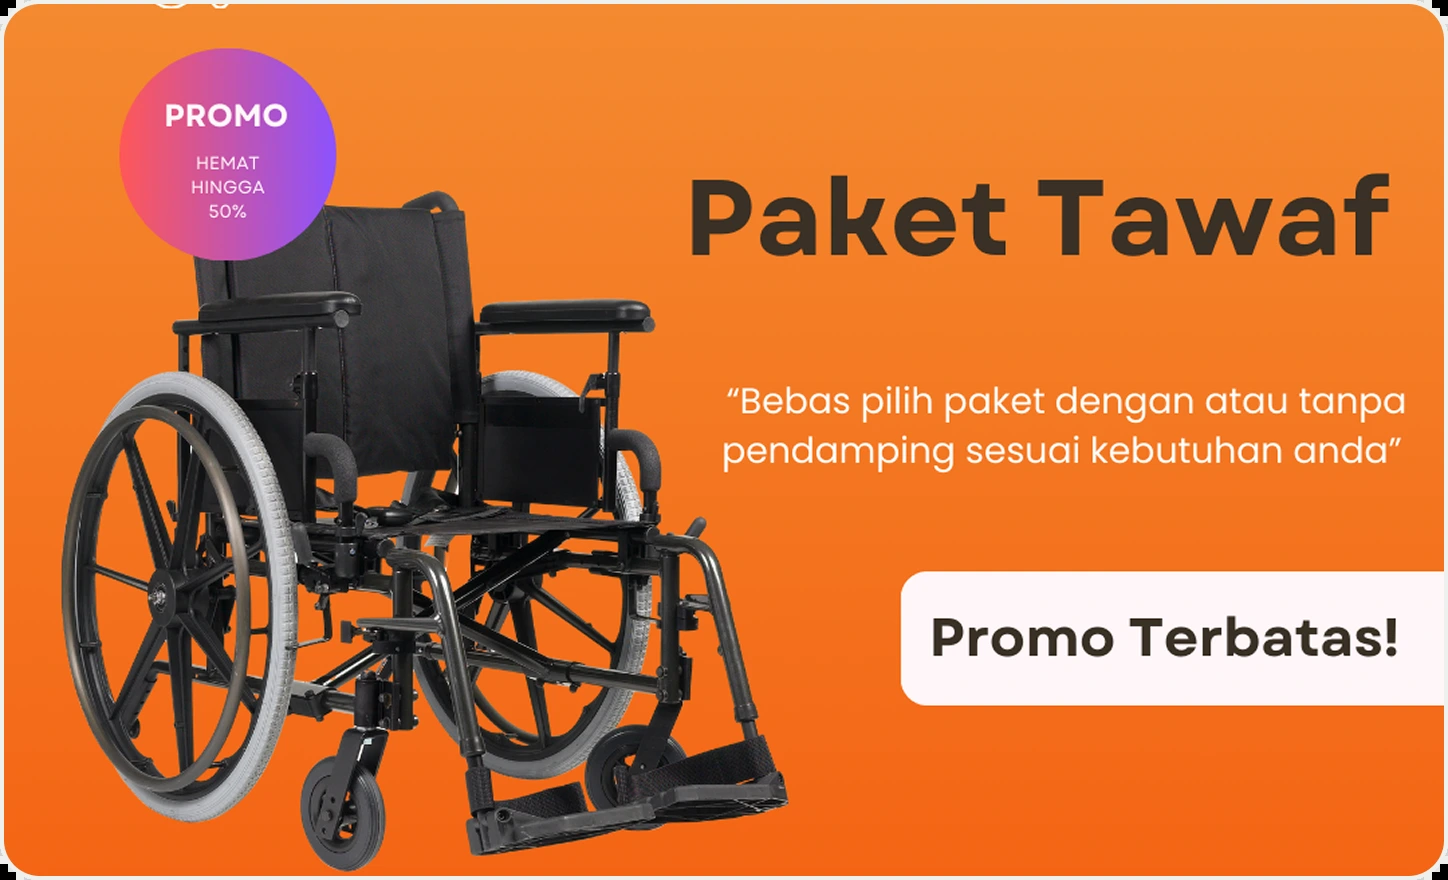 PROMO
HEMAT
HINGGA
50%
Paket Tawaf
“Bebas pilih paket dengan atau tanpa
pendamping sesuai kebutuhan anda”
Promo Terbatas!